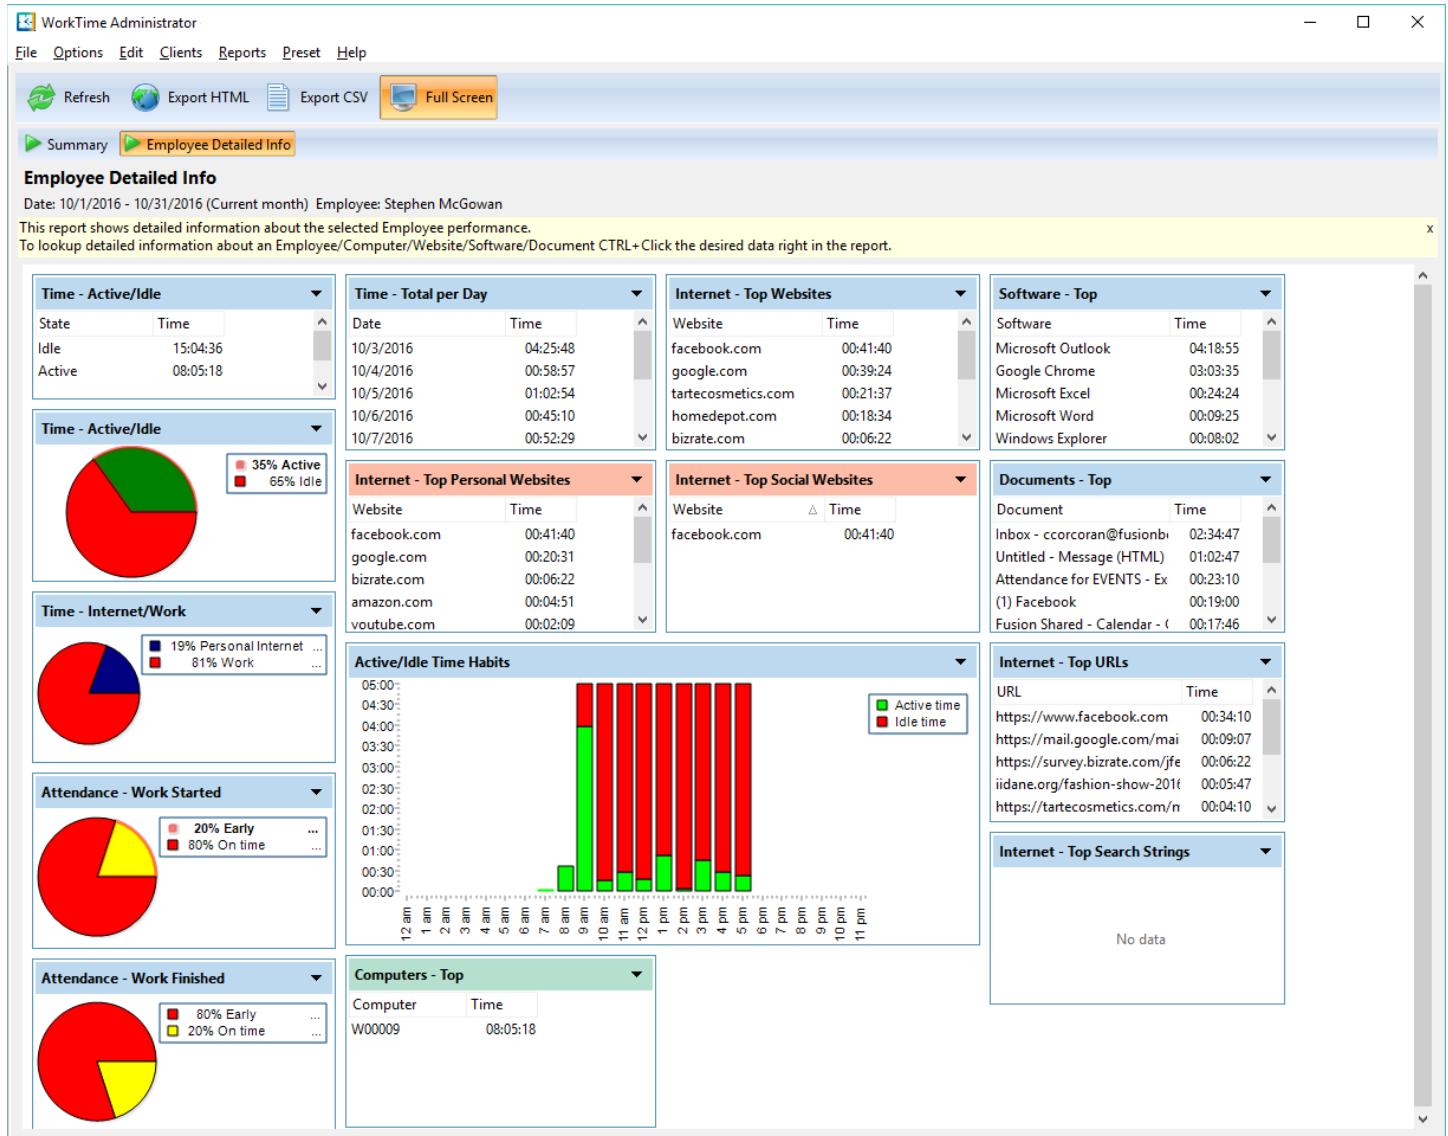 WorkTime Administrator
File Options Edit Clients Reports Preset Help
Refresh Export HTML Export CSV Full Screen
Summary Employee Detailed Info
Employee Detailed Info
Date: 10/1/2016 - 10/31/2016 (Current month) Employee: Stephen McGowan
This report shows detailed information about the selected Employee performance.
x
To lookup detailed information about an Employee/Computer/Website/Software/Document CTRL+Click the desired data right in the report.
Time - Active/Idle
State Time
Idle 15:04:36
Active 08:05:18
Time - Active/Idle
35% Active
65% Idle
Time - Internet/Work
19% Personal Internet ...
81% Work ...
Attendance - Work Started
20% Early ...
80% On time ...
Attendance - Work Finished
80% Early ...
20% On time ...
Time - Total per Day
Date Time
10/3/2016 04:25:48
10/4/2016 00:58:57
10/5/2016 01:02:54
10/6/2016 00:45:10
10/7/2016 00:52:29
Internet - Top Websites
Website Time
facebook.com 00:41:40
google.com 00:39:24
tartecosmetics.com 00:21:37
homedepot.com 00:18:34
bizrate.com 00:06:22
Software - Top
Software Time
Microsoft Outlook 04:18:55
Google Chrome 03:03:35
Microsoft Excel 00:24:24
Microsoft Word 00:09:25
Windows Explorer 00:08:02
Internet - Top Personal Websites
Website Time
facebook.com 00:41:40
google.com 00:20:31
bizrate.com 00:06:22
amazon.com 00:04:51
youtube.com 00:02:09
Internet - Top Social Websites
Website Time
facebook.com 00:41:40
Documents - Top
Document Time
Inbox - ccorcoran@fusionb 02:34:47
Untitled - Message (HTML) 01:02:47
Attendance for EVENTS - Ex 00:23:10
(1) Facebook 00:19:00
Fusion Shared - Calendar - ( 00:17:46
Active/Idle Time Habits
05:00
04:30
04:00
03:30
03:00
02:30
02:00
01:30
01:00
00:30
00:00
12 am 1 am 2 am 3 am 4 am 5 am 6 am 7 am 8 am 9 am 10 am 11 am 12 pm 1 pm 2 pm 3 pm 4 pm 5 pm 6 pm 7 pm 8 pm 9 pm 10 pm 11 pm
Active time
Idle time
Internet - Top URLs
URL Time
https://www.facebook.com 00:34:10
https://mail.google.com/mai 00:09:07
https://survey.bizrate.com/jfe 00:06:22
iidane.org/fashion-show-2016 00:05:47
https://tartecosmetics.com/m 00:04:10
Internet - Top Search Strings
No data
Computers - Top
Computer Time
W00009 08:05:18